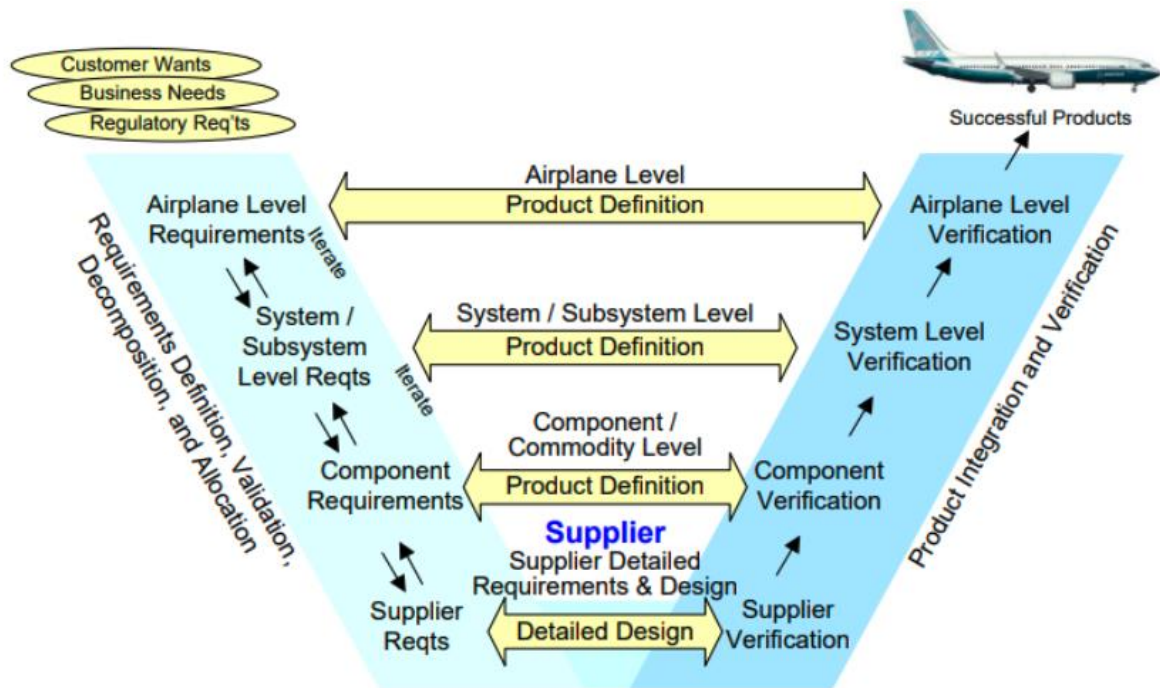 Customer Wants
Business Needs
Regulatory Req'ts
Successful Products
Airplane Level
Product Definition
Airplane Level
Requirements
Iterate
Airplane Level
Verification
System / Subsystem Level
Product Definition
System /
Subsystem
Level Reqts
Iterate
System Level
Verification
Component /
Commodity Level
Product Definition
Component
Requirements
Component
Verification
Supplier
Supplier Detailed
Requirements & Design
Detailed Design
Supplier
Reqts
Supplier
Verification
Requirements Definition, Validation,
Decomposition, and Allocation
Product Integration and Verification